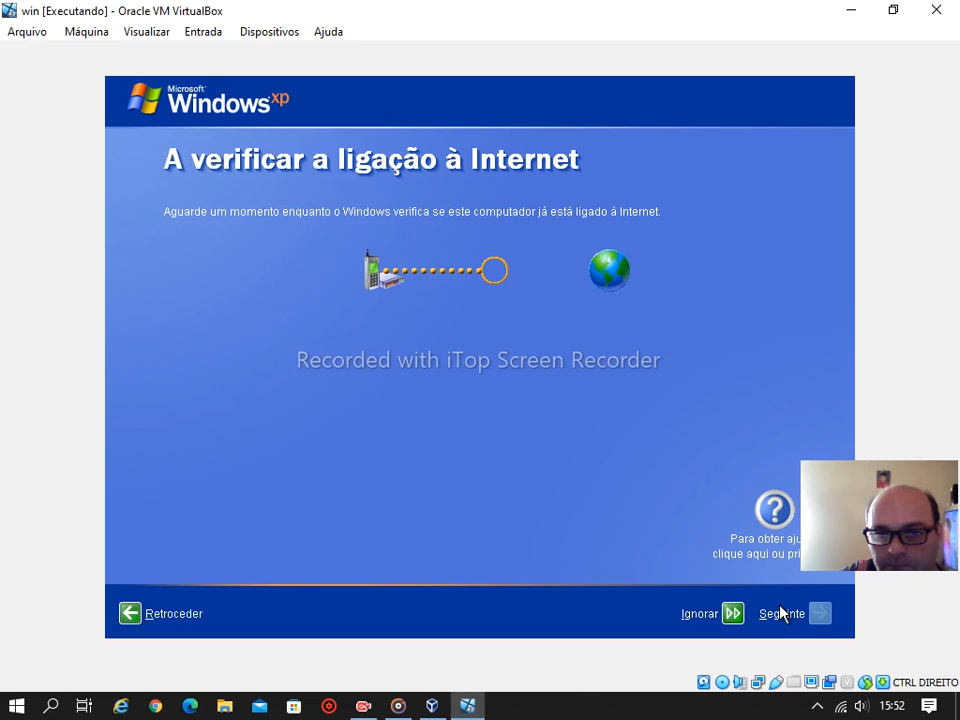 win [Executando] - Oracle VM VirtualBox
Arquivo Máquina Visualizar Entrada Dispositivos Ajuda
Microsoft
Windows xp
A verificar a ligação à Internet
Aguarde um momento enquanto o Windows verifica se este computador já está ligado à Internet.
Recorded with iTop Screen Recorder
?
Para obter aju
clique aqui ou pri
Retroceder
Ignorar
Seguinte
CTRL DIREITO
15:52